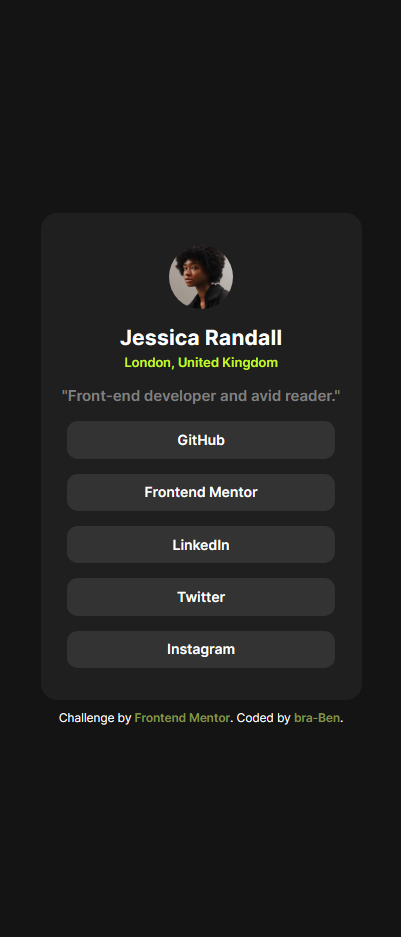 Jessica Randall
London, United Kingdom
"Front-end developer and avid reader."
GitHub
Frontend Mentor
LinkedIn
Twitter
Instagram
Challenge by Frontend Mentor. Coded by bra-Ben.